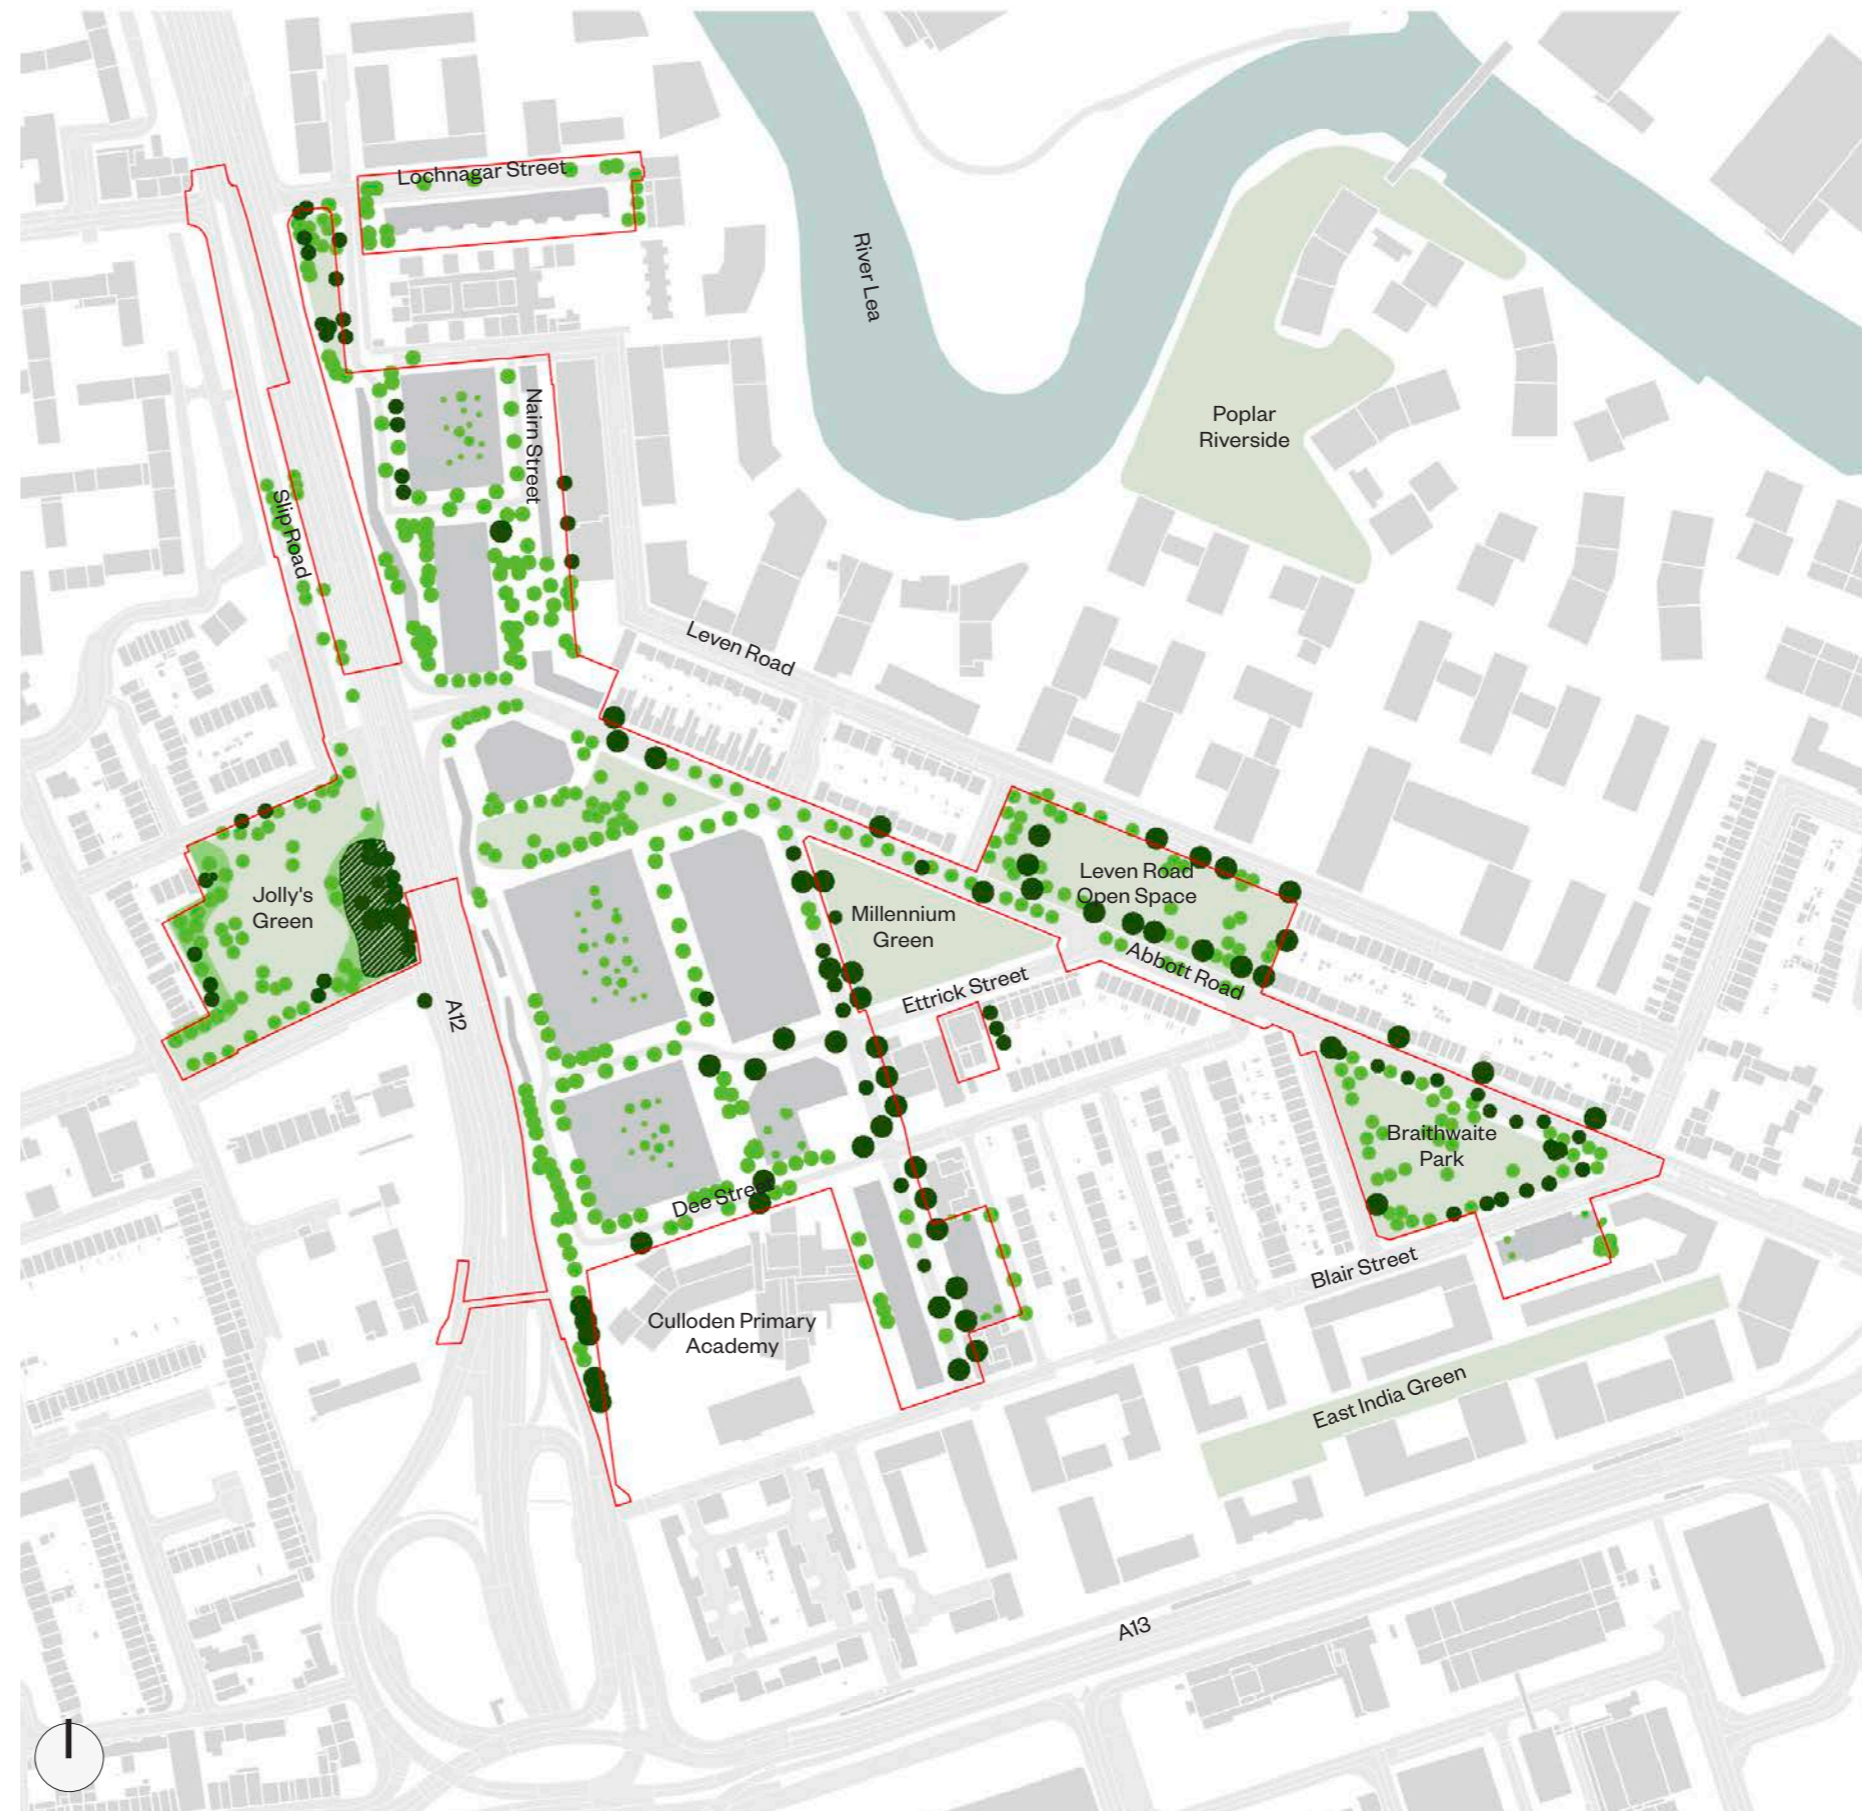 Lochnagar Street
River Lea
Nairn Street
Poplar
Riverside
Slip Road
Leven Road
Jolly's
Green
Leven Road
Open Space
Millennium
Green
Abbott Road
Ettrick Street
A12
Braithwaite
Park
Dee Street
Blair Street
Culloden Primary
Academy
East India Green
A13